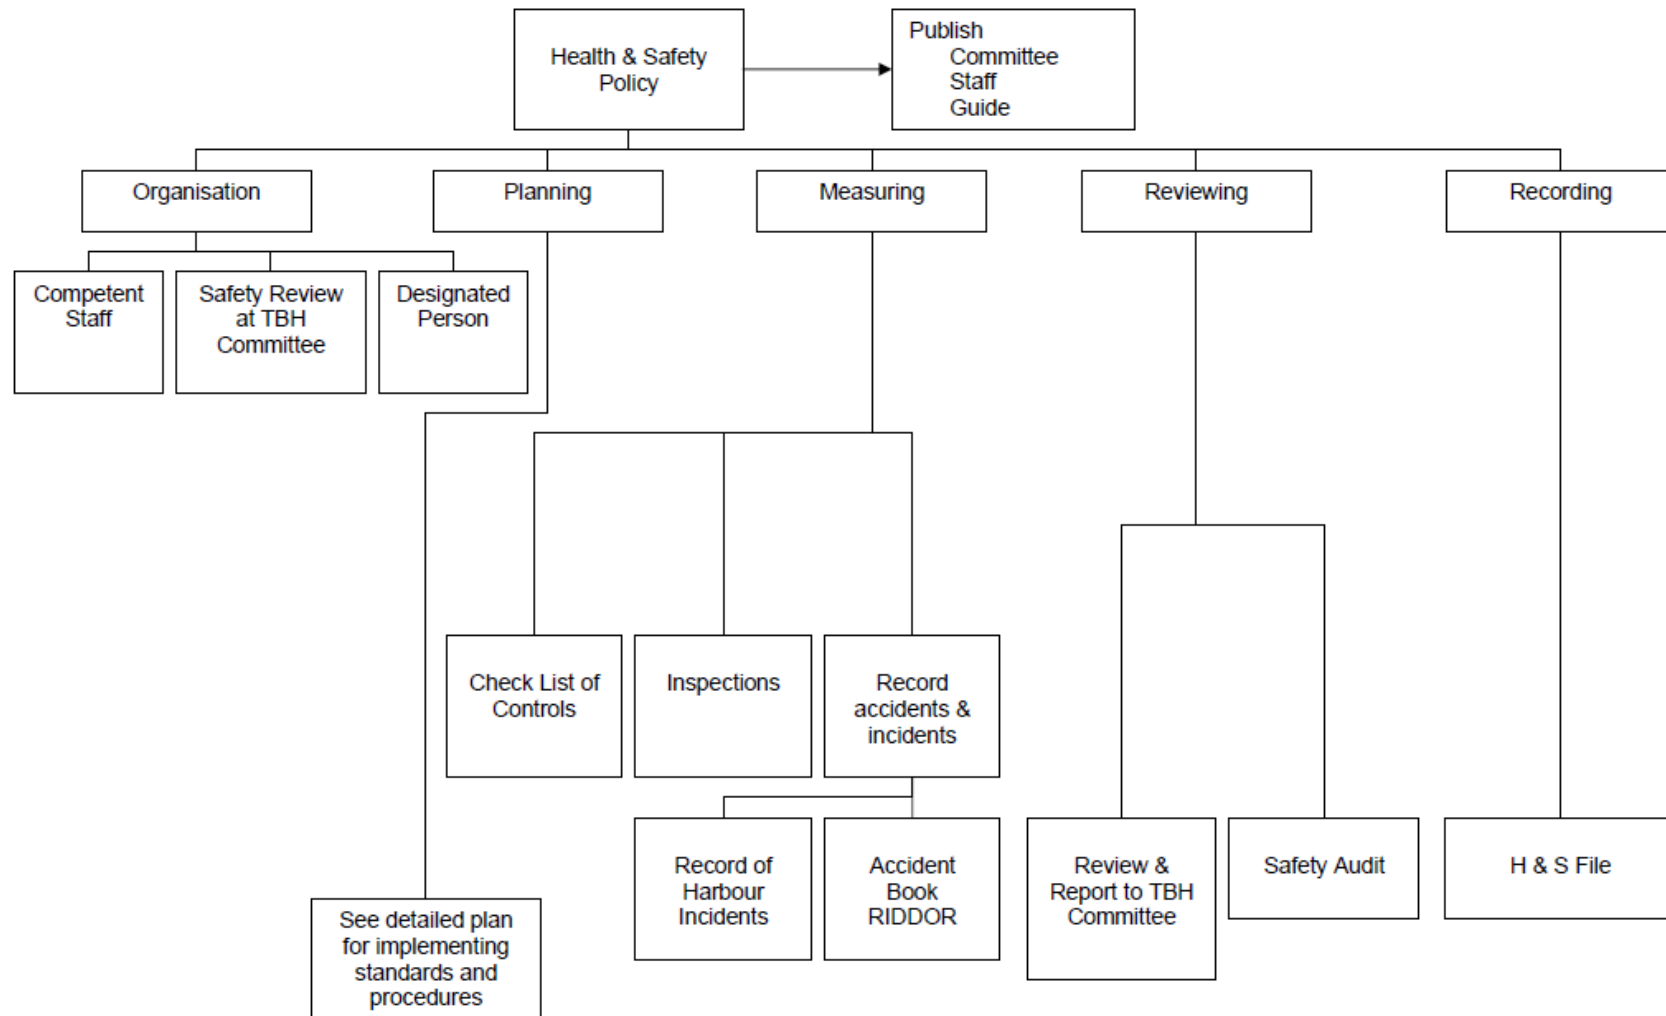 Health & Safety
Policy
Publish
Committee
Staff
Guide
Organisation
Planning
Measuring
Reviewing
Recording
Competent
Staff
Safety Review
at TBH
Committee
Designated
Person
Check List of
Controls
Inspections
Record
accidents &
incidents
Record of
Harbour
Incidents
Accident
Book
RIDDOR
Review &
Report to TBH
Committee
Safety Audit
H & S File
See detailed plan
for implementing
standards and
procedures